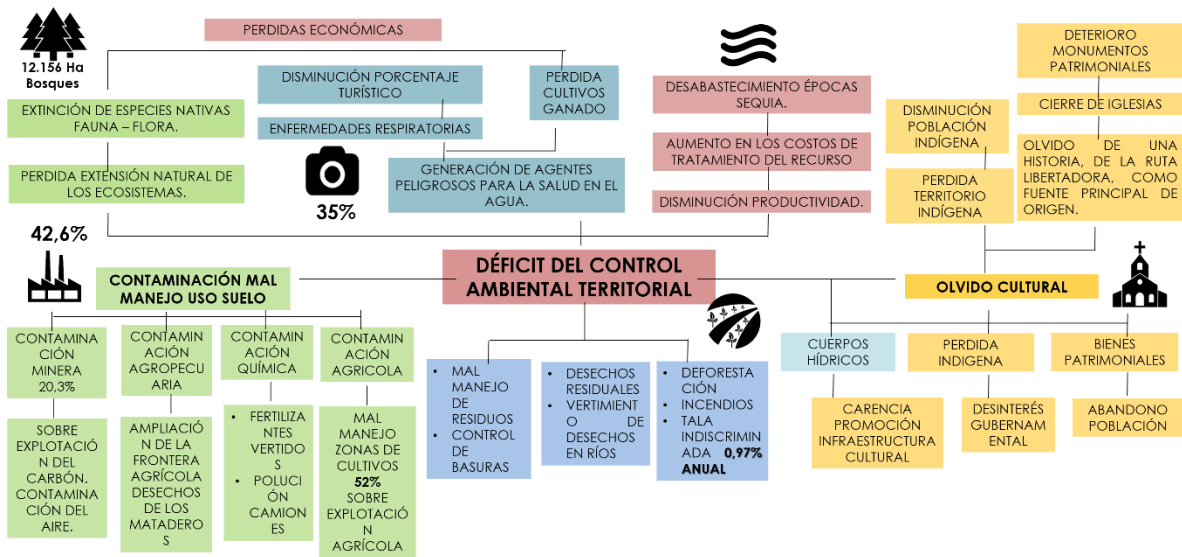 12.156 Ha
Bosques
PERDIDAS ECONÓMICAS
EXTINCIÓN DE ESPECIES NATIVAS
FAUNA – FLORA.
PERDIDA EXTENSIÓN NATURAL DE
LOS ECOSISTEMAS.
DISMINUCIÓN PORCENTAJE
TURÍSTICO
ENFERMEDADES RESPIRATORIAS
PERDIDA
CULTIVOS
GANADO
35%
GENERACIÓN DE AGENTES
PELIGROSOS PARA LA SALUD EN EL
AGUA.
DESABASTECIMIENTO ÉPOCAS
SEQUIA.
AUMENTO EN LOS COSTOS DE
TRATAMIENTO DEL RECURSO
DISMINUCIÓN PRODUCTIVIDAD.
DISMINUCIÓN
POBLACIÓN
INDÍGENA
PERDIDA
TERRITORIO
INDÍGENA
DETERIORO
MONUMENTOS
PATRIMONIALES
CIERRE DE IGLESIAS
OLVIDO DE UNA
HISTORIA, DE LA RUTA
LIBERTADORA, COMO
FUENTE PRINCIPAL DE
ORIGEN.
42,6%
CONTAMINACIÓN MAL
MANEJO USO SUELO
DÉFICIT DEL CONTROL
AMBIENTAL TERRITORIAL
OLVIDO CULTURAL
CONTAMINA
CIÓN
MINERA
20,3%
SOBRE
EXPLOTACIÓ
N DEL
CARBÓN.
CONTAMINA
CIÓN DEL
AIRE.
CONTAM
INACIÓN
AGROPECU
ARIA
AMPLIACIÓ
N DE LA
FRONTERA
AGRÍCOLA
DESECHOS
DE LOS
MATADERO
S
CONTAM
INACIÓN
QUÍMICA
• FERTILIZ
ANTES
VERTIDO
S
• POLUCI
ÓN
CAMION
ES
CONTAM
INACIÓN
AGRICOLA
MAL
MANEJO
ZONAS DE
CULTIVOS
52%
SOBRE
EXPLOTACIÓ
N
AGRÍCOLA
• MAL
MANEJO
DE
RESIDUOS
• CONTROL
DE
BASURAS
• DESECHOS
RESIDUALES
• VERTIMIENT
O DE
DESECHOS
EN RÍOS
• DEFORESTA
CIÓN
• INCENDIOS
• TALA
INDISCRIMIN
ADA 0,97%
ANUAL
CUERPOS
HÍDRICOS
CARENCIA
PROMOCIÓN
INFRAESTRUCTURA
CULTURAL
PERDIDA
INDIGENA
DESINTERÉS
GUBERNAM
ENTAL
BIENES
PATRIMONIALES
ABANDONO
POBLACIÓN